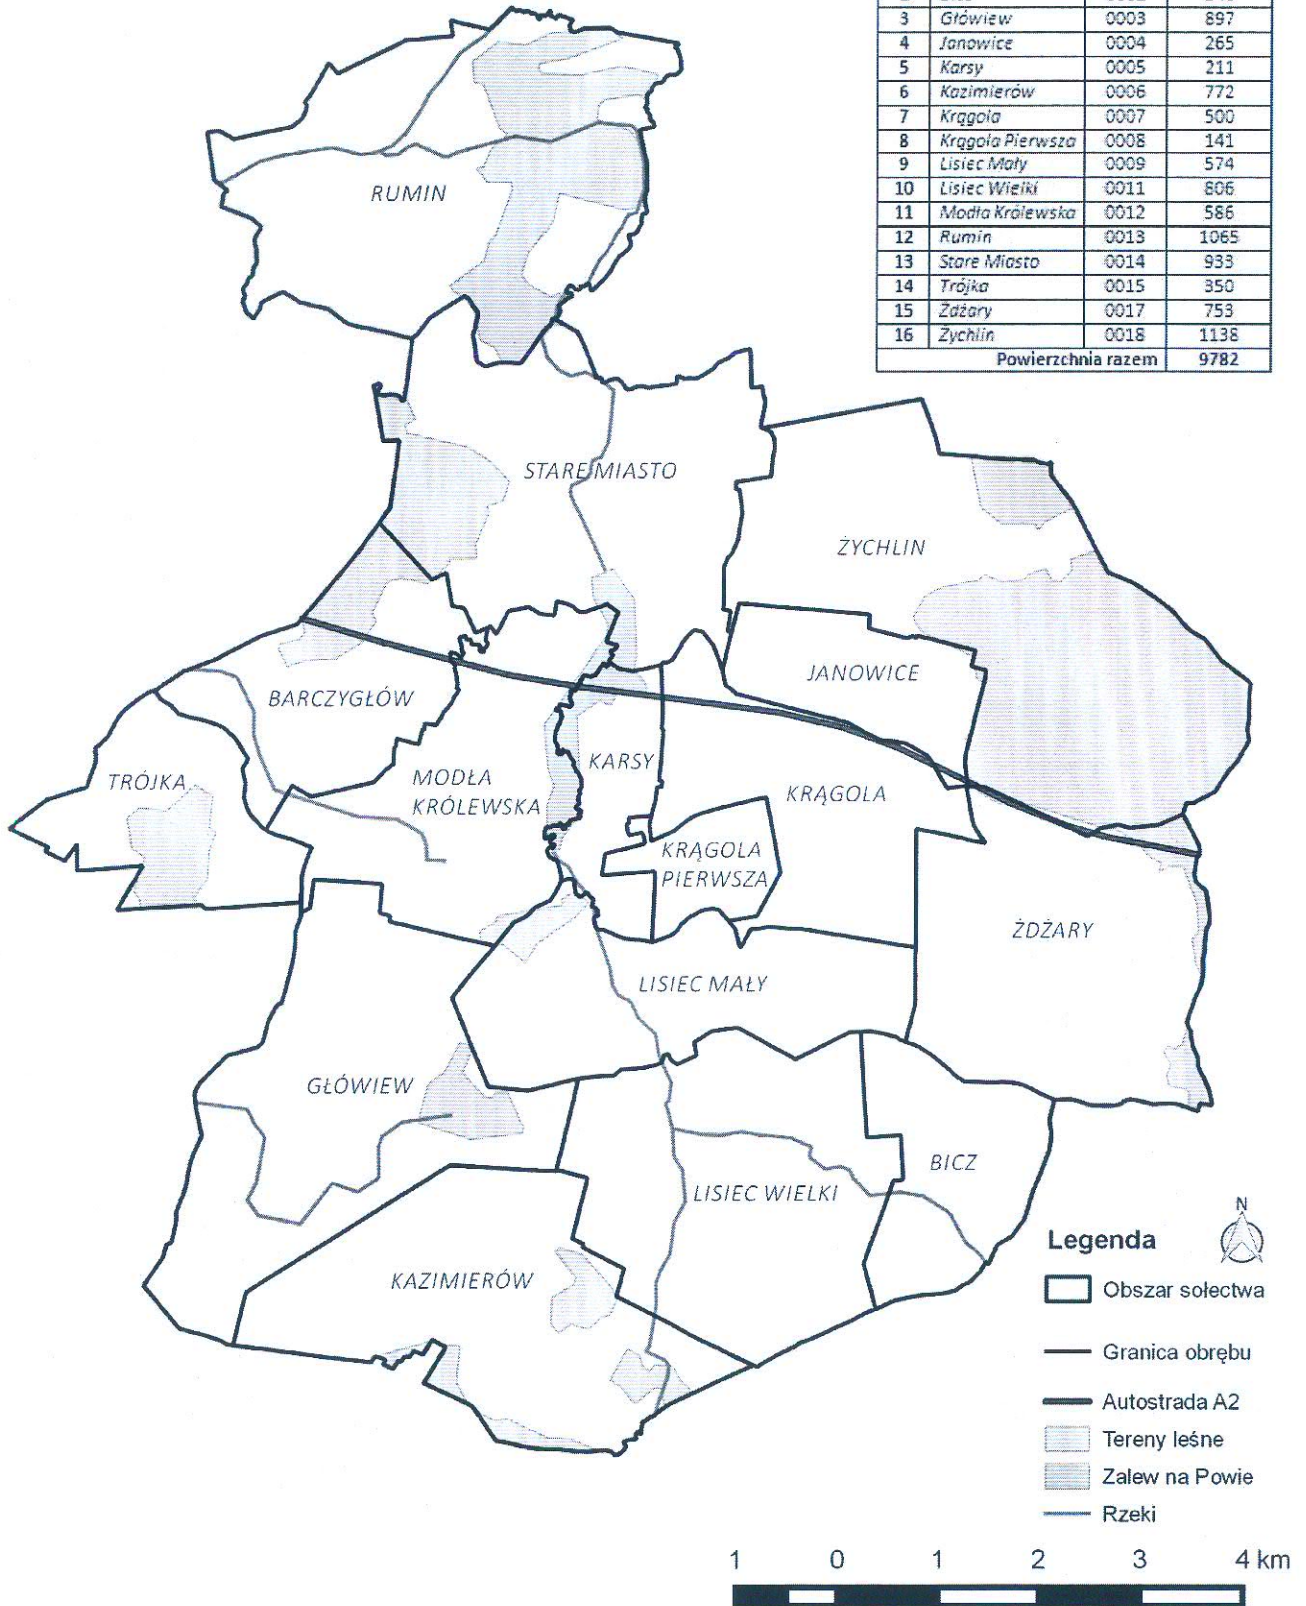 3 Główiew 0003 897
4 Janowice 0004 265
5 Karsy 0005 211
6 Kazimierów 0006 772
7 Krągola 0007 500
8 Krągola Pierwsza 0008 141
9 Lisiec Mały 0009 574
10 Lisiec Wielki 0011 806
11 Modła Królewska 0012 586
12 Rumin 0013 1065
13 Stare Miasto 0014 933
14 Trójka 0015 350
15 Żdżary 0017 753
16 Żychlin 0018 1138
Powierzchnia razem 9782
RUMIN
STARE MIASTO
ŻYCHLIN
JANOWICE
BARCZYGŁÓW
KARSY
TRÓJKA
MODŁA
KRÓLEWSKA
KRĄGOLA
KRĄGOLA
PIERWSZA
ŻDŻARY
LISIEC MAŁY
GŁÓWIEW
BICZ
LISIEC WIELKI
KAZIMIERÓW
N
Legenda
Obszar sołectwa
Granica obrębu
Autostrada A2
Tereny leśne
Zalew na Powie
Rzeki
1 0 1 2 3 4 km